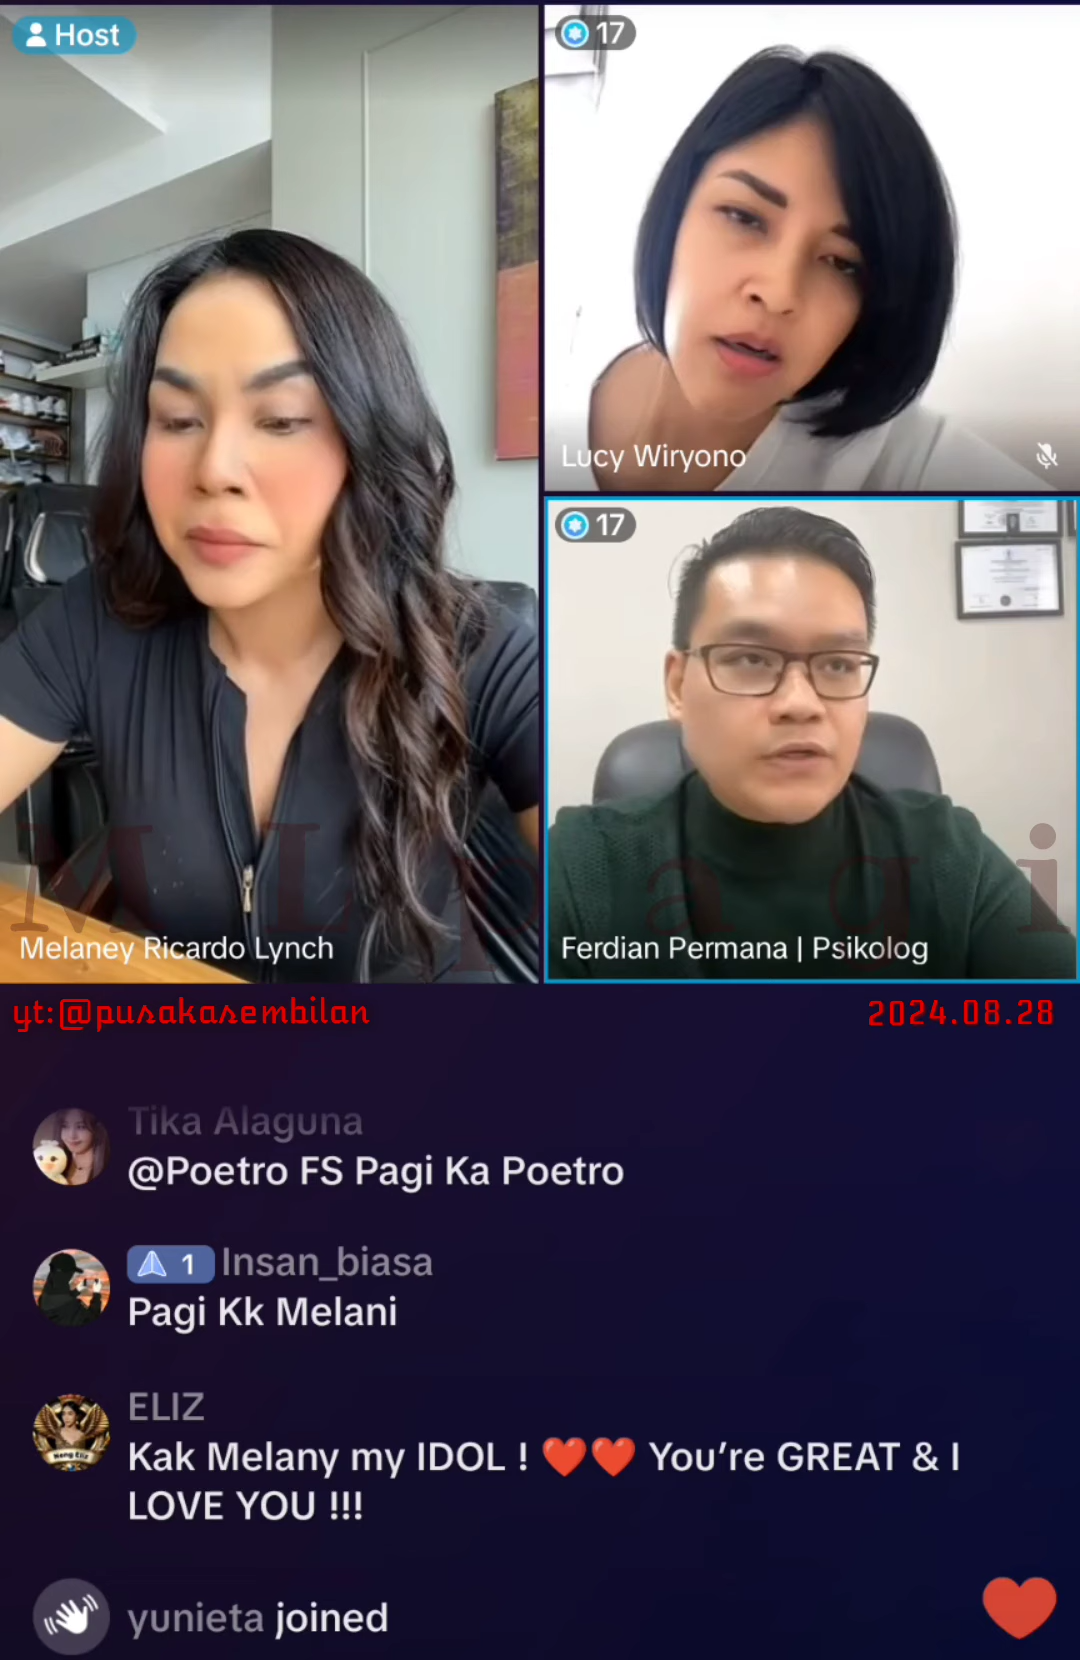 Host
17
Lucy Wiryono
17
Melaney Ricardo Lynch
Ferdian Permana | Psikolog
M L p a g i
yt:@pusakasembilan
2024.08.28
Tika Alaguna
@Poetro FS Pagi Ka Poetro
1 Insan_biasa
Pagi Kk Melani
ELIZ
Kak Melany my IDOL ! ❤️❤️ You’re GREAT & I
LOVE YOU !!!
Neng Eliz
yunieta joined